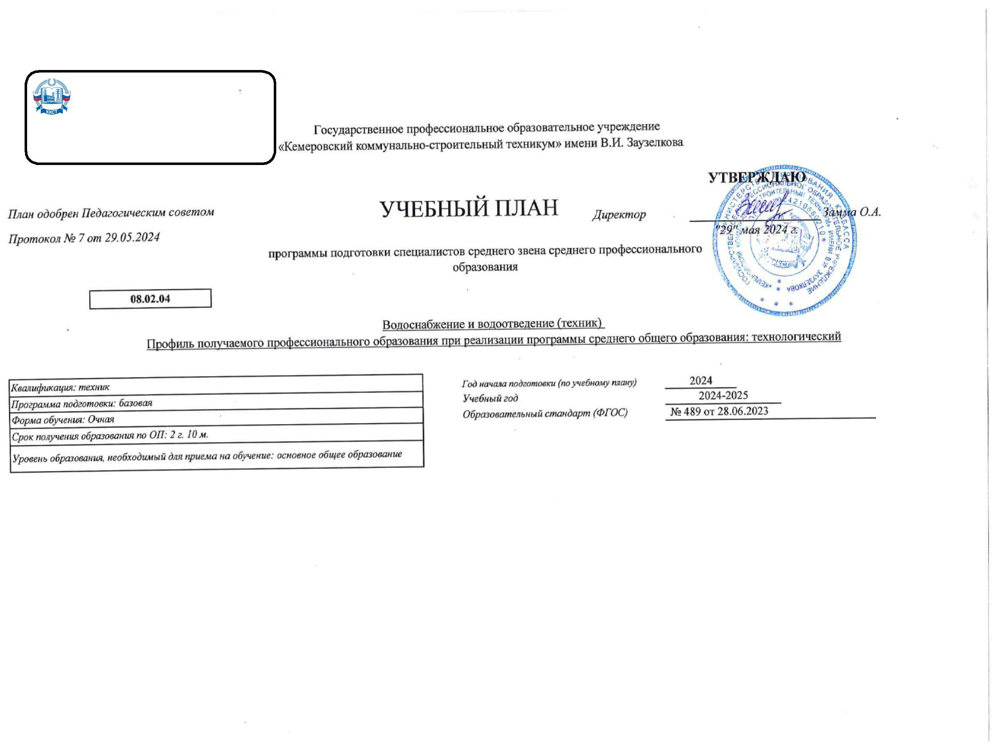 ККСТ
Государственное профессиональное образовательное учреждение
«Кемеровский коммунально-строительный техникум» имени В.И. Заузелкова
УТВЕРЖДАЮ
План одобрен Педагогическим советом
УЧЕБНЫЙ ПЛАН
Директор
Замма О.А.
"29" мая 2024 г.
Протокол № 7 от 29.05.2024
программы подготовки специалистов среднего звена среднего профессионального
образования
08.02.04
Водоснабжение и водоотведение (техник)
Профиль получаемого профессионального образования при реализации программы среднего общего образования: технологический
Квалификация: техник
Программа подготовки: базовая
Форма обучения: Очная
Срок получения образования по ОП: 2 г. 10 м.
Уровень образования, необходимый для приема на обучение: основное общее образование
Год начала подготовки (по учебному плану) 2024
Учебный год 2024-2025
Образовательный стандарт (ФГОС) № 489 от 28.06.2023